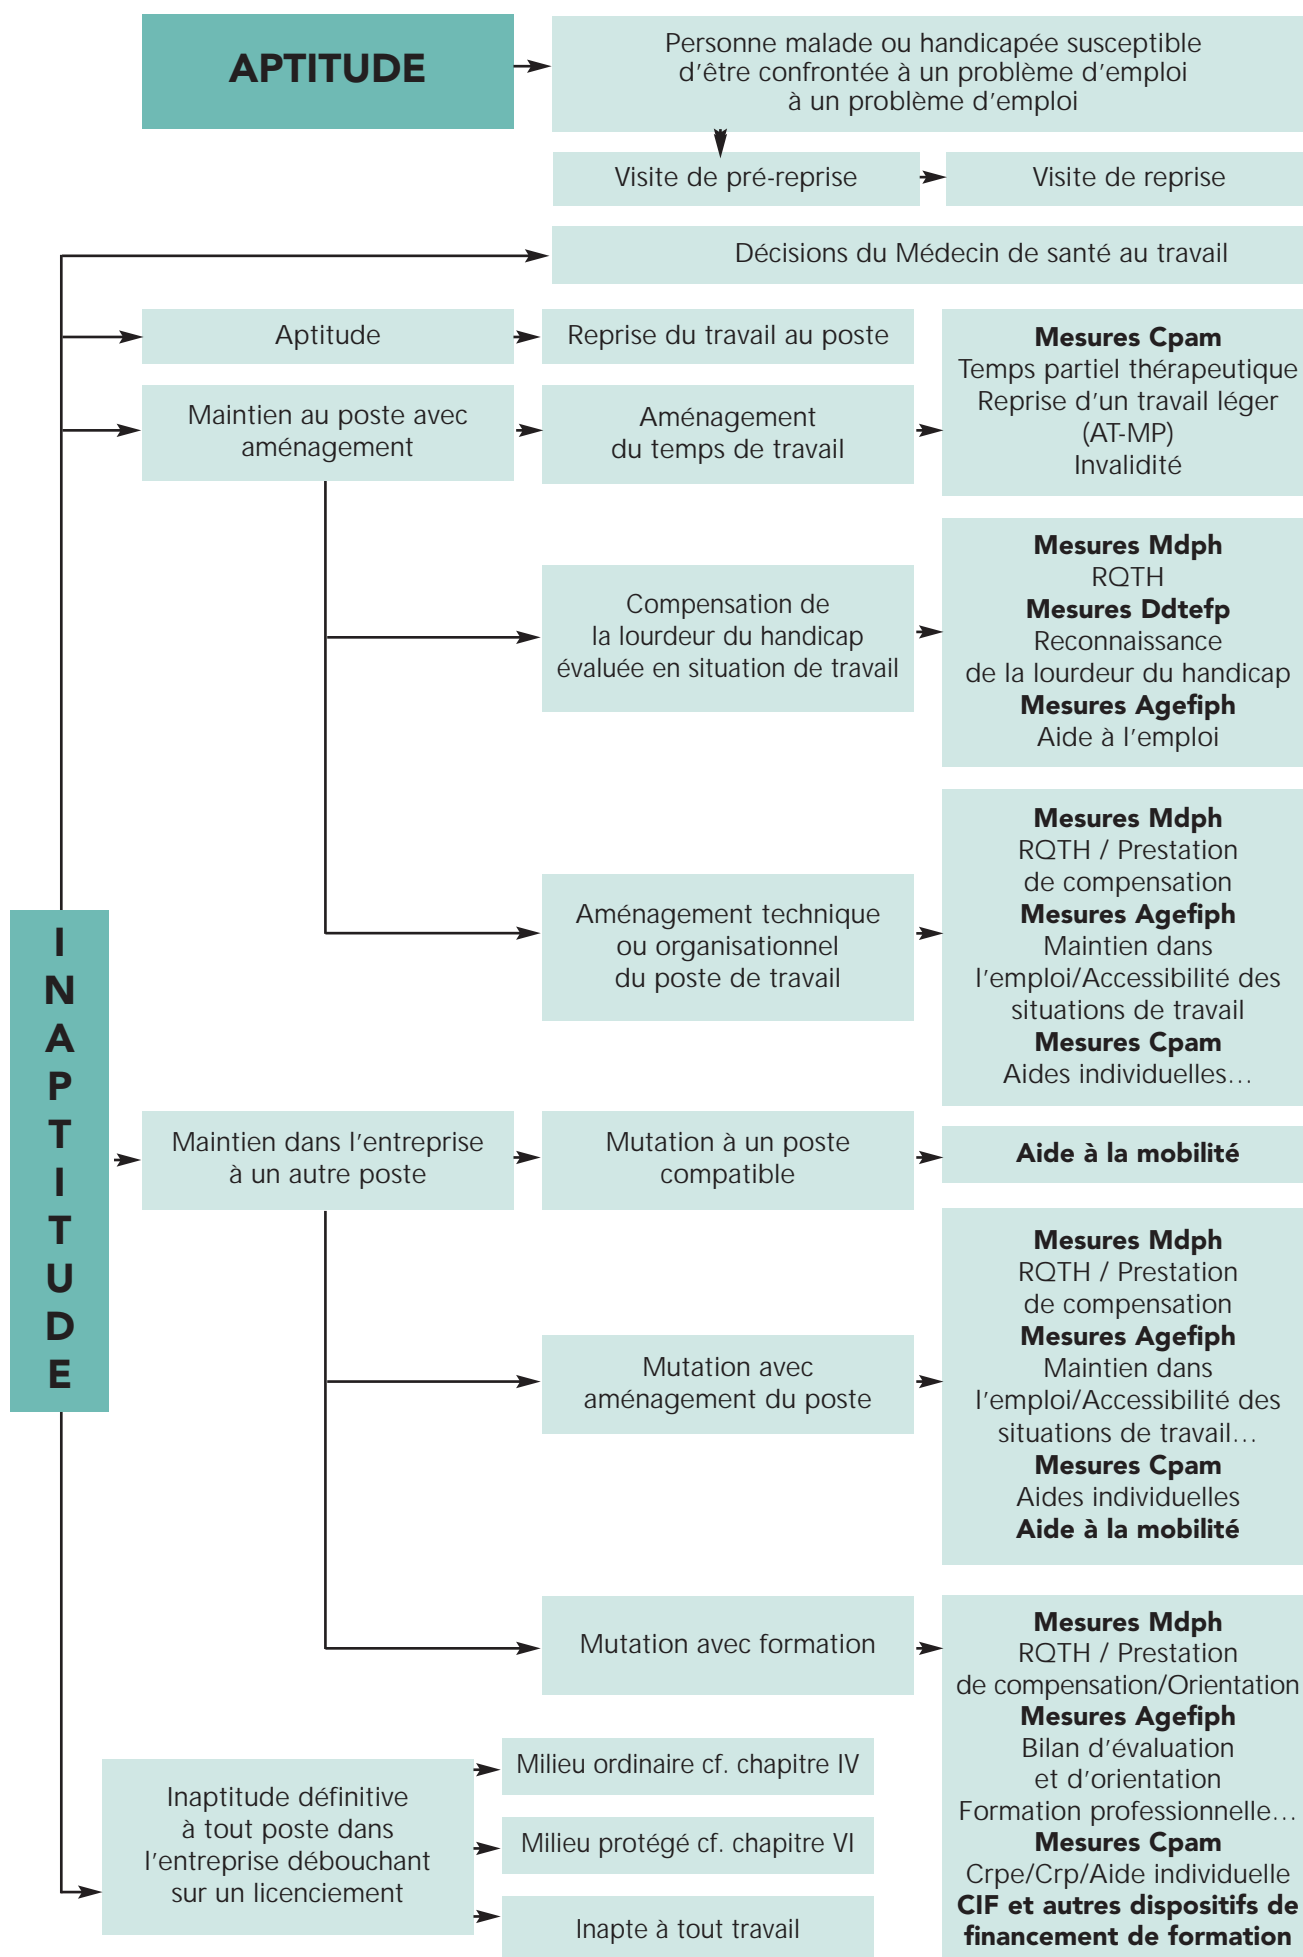 APTITUDE
Personne malade ou handicapée susceptible
d'être confrontée à un problème d'emploi
à un problème d'emploi
Visite de pré-reprise
Visite de reprise
Décisions du Médecin de santé au travail
Aptitude
Reprise du travail au poste
Mesures Cpam
Temps partiel thérapeutique
Reprise d'un travail léger
(AT-MP)
Invalidité
Maintien au poste avec
aménagement
Aménagement
du temps de travail
Compensation de
la lourdeur du handicap
évaluée en situation de travail
Mesures Mdph
RQTH
Mesures Ddtefp
Reconnaissance
de la lourdeur du handicap
Mesures Agefiph
Aide à l'emploi
Aménagement technique
ou organisationnel
du poste de travail
Mesures Mdph
RQTH / Prestation
de compensation
Mesures Agefiph
Maintien dans
l'emploi/Accessibilité des
situations de travail
Mesures Cpam
Aides individuelles…
I
N
A
P
T
I
T
U
D
E
Maintien dans l'entreprise
à un autre poste
Mutation à un poste
compatible
Aide à la mobilité
Mutation avec
aménagement du poste
Mesures Mdph
RQTH / Prestation
de compensation
Mesures Agefiph
Maintien dans
l'emploi/Accessibilité des
situations de travail…
Mesures Cpam
Aides individuelles
Aide à la mobilité
Mutation avec formation
Mesures Mdph
RQTH / Prestation
de compensation/Orientation
Mesures Agefiph
Bilan d'évaluation
et d'orientation
Formation professionnelle…
Mesures Cpam
Crpe/Crp/Aide individuelle
CIF et autres dispositifs de
financement de formation
Inaptitude définitive
à tout poste dans
l'entreprise débouchant
sur un licenciement
Milieu ordinaire cf. chapitre IV
Milieu protégé cf. chapitre VI
Inapte à tout travail